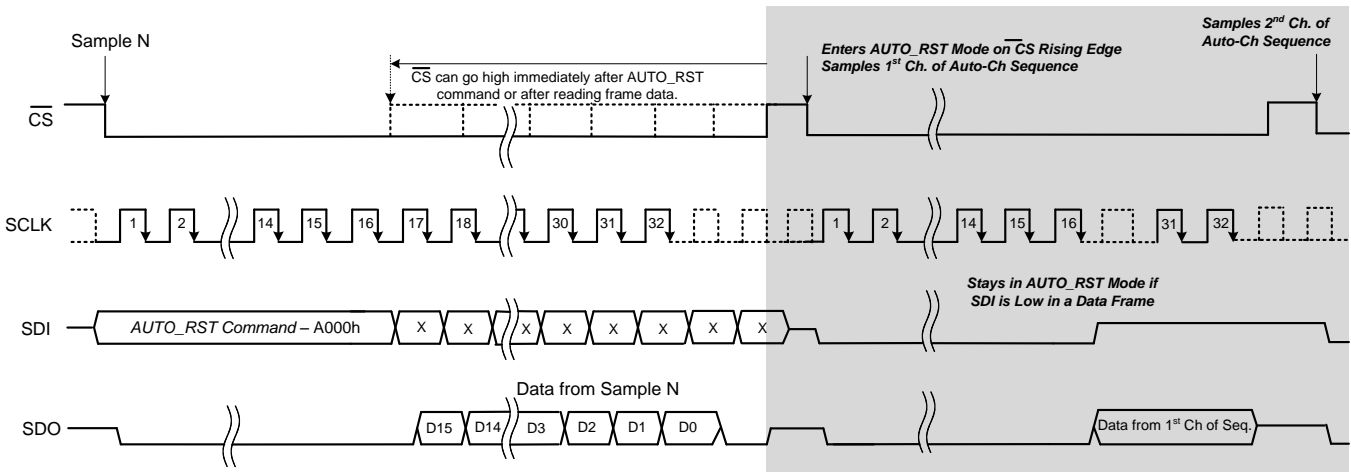 Sample N
CS can go high immediately after AUTO_RST
command or after reading frame data.
Enters AUTO_RST Mode on CS Rising Edge
Samples 1st Ch. of Auto-Ch Sequence
Samples 2nd Ch. of
Auto-Ch Sequence
CS
SCLK
1 2 14 15 16 17 18 30 31 32 1 2 14 15 16 31 32
Stays in AUTO_RST Mode if
SDI is Low in a Data Frame
SDI
AUTO_RST Command – A000h
X X X X X X X X
Data from Sample N
SDO
D15 D14 D3 D2 D1 D0
Data from 1st Ch of Seq.